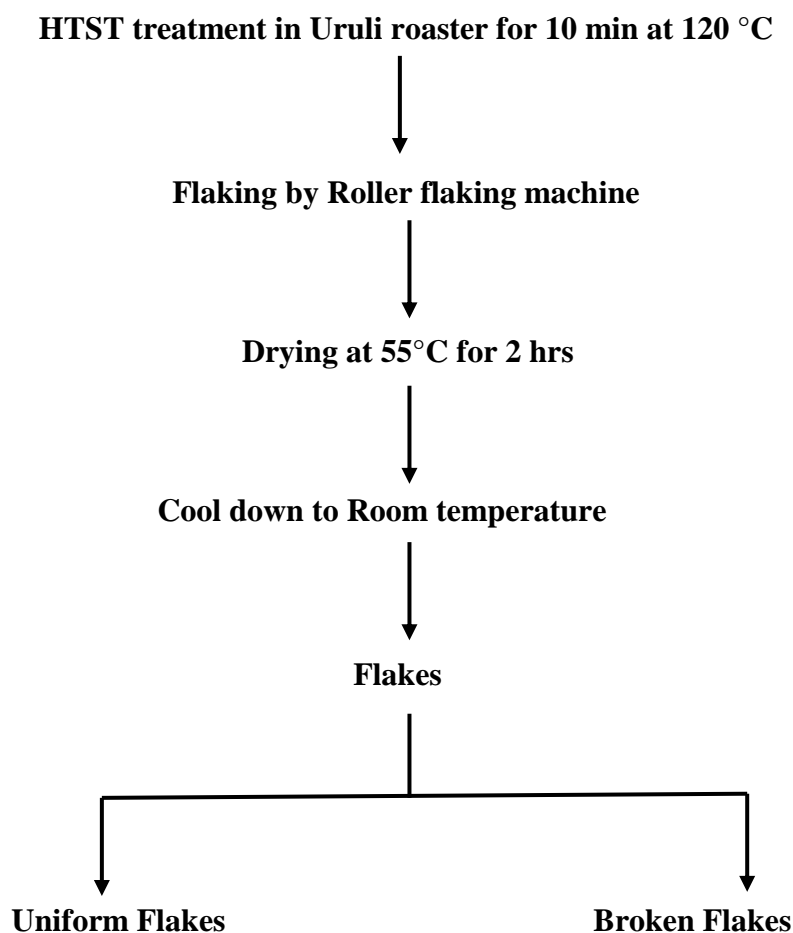 HTST treatment in Uruli roaster for 10 min at 120 °C
Flaking by Roller flaking machine
Drying at 55°C for 2 hrs
Cool down to Room temperature
Flakes
Uniform Flakes
Broken Flakes